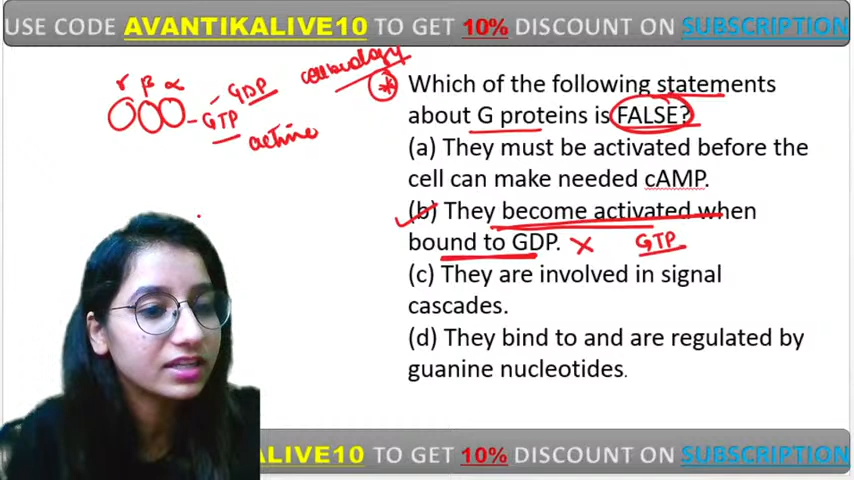 USE CODE AVANTIKALIVE10 TO GET 10% DISCOUNT ON SUBSCRIPTION
γ β α
GDP
GTP
active
cell biology
Which of the following statements
about G proteins is FALSE?
(a) They must be activated before the
cell can make needed cAMP.
(b) They become activated when
bound to GDP. × GTP
(c) They are involved in signal
cascades.
(d) They bind to and are regulated by
guanine nucleotides.
ALIVE10 TO GET 10% DISCOUNT ON SUBSCRIPTION